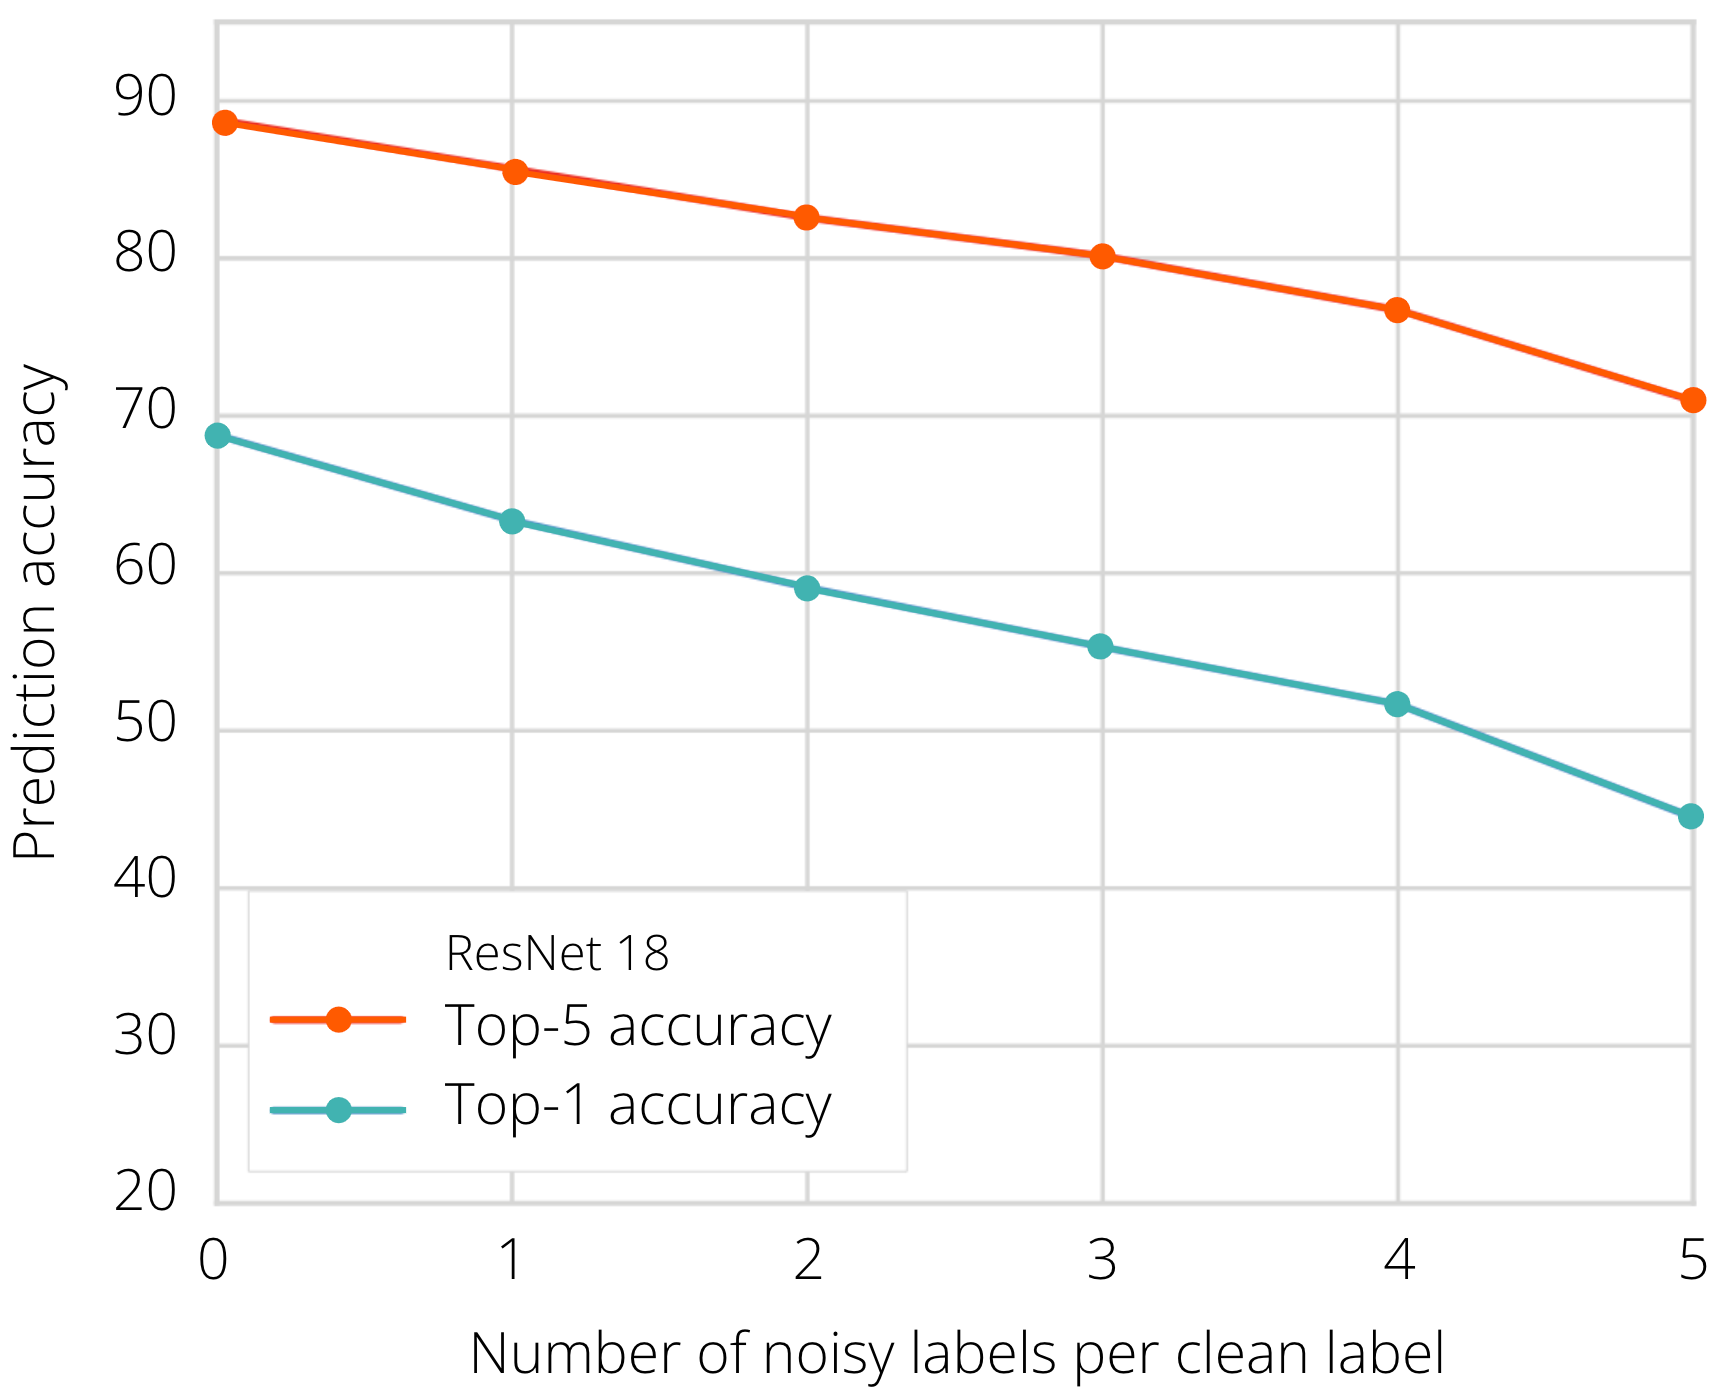 90
80
70
60
50
40
30
20
Prediction accuracy
ResNet 18
Top-5 accuracy
Top-1 accuracy
0 1 2 3 4 5
Number of noisy labels per clean label